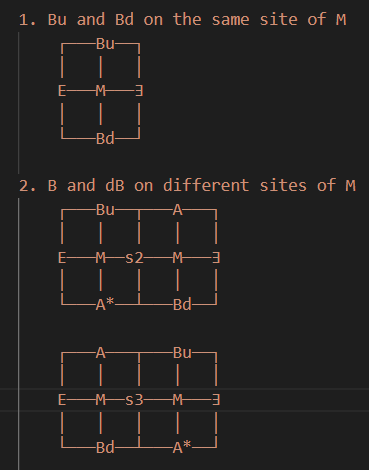 1. Bu and Bd on the same site of M
┌───Bu──┐
│   │   │
E───M───Ǝ
│   │   │
└───Bd──┘
2. B and dB on different sites of M
┌───Bu──┬───A───┐
│   │   │   │   │
E───M──s2───M───Ǝ
│   │   │   │   │
└───A*──┴───Bd──┘
┌───A───┬───Bu──┐
│   │   │   │   │
E───M──s3───M───Ǝ
│   │   │   │   │
└───Bd──┴───A*──┘